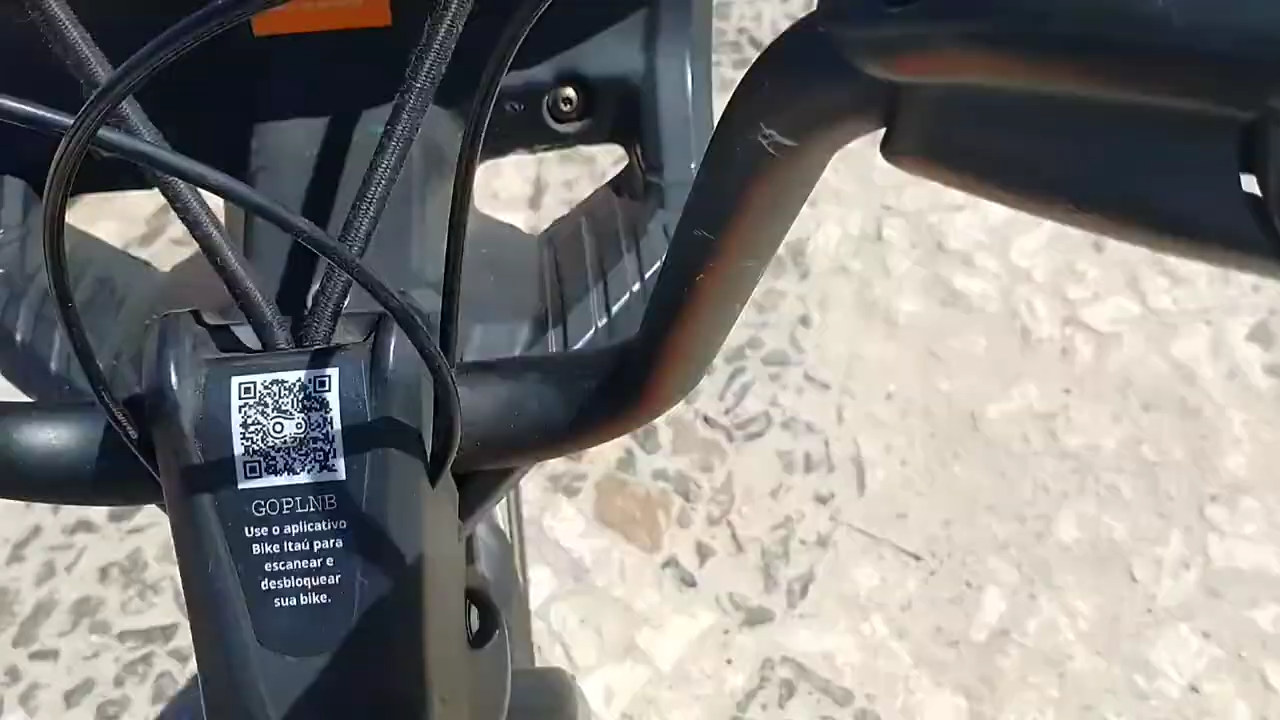 GOPLNB
Use o aplicativo
Bike Itaú para
escanear e
desbloquear
sua bike.